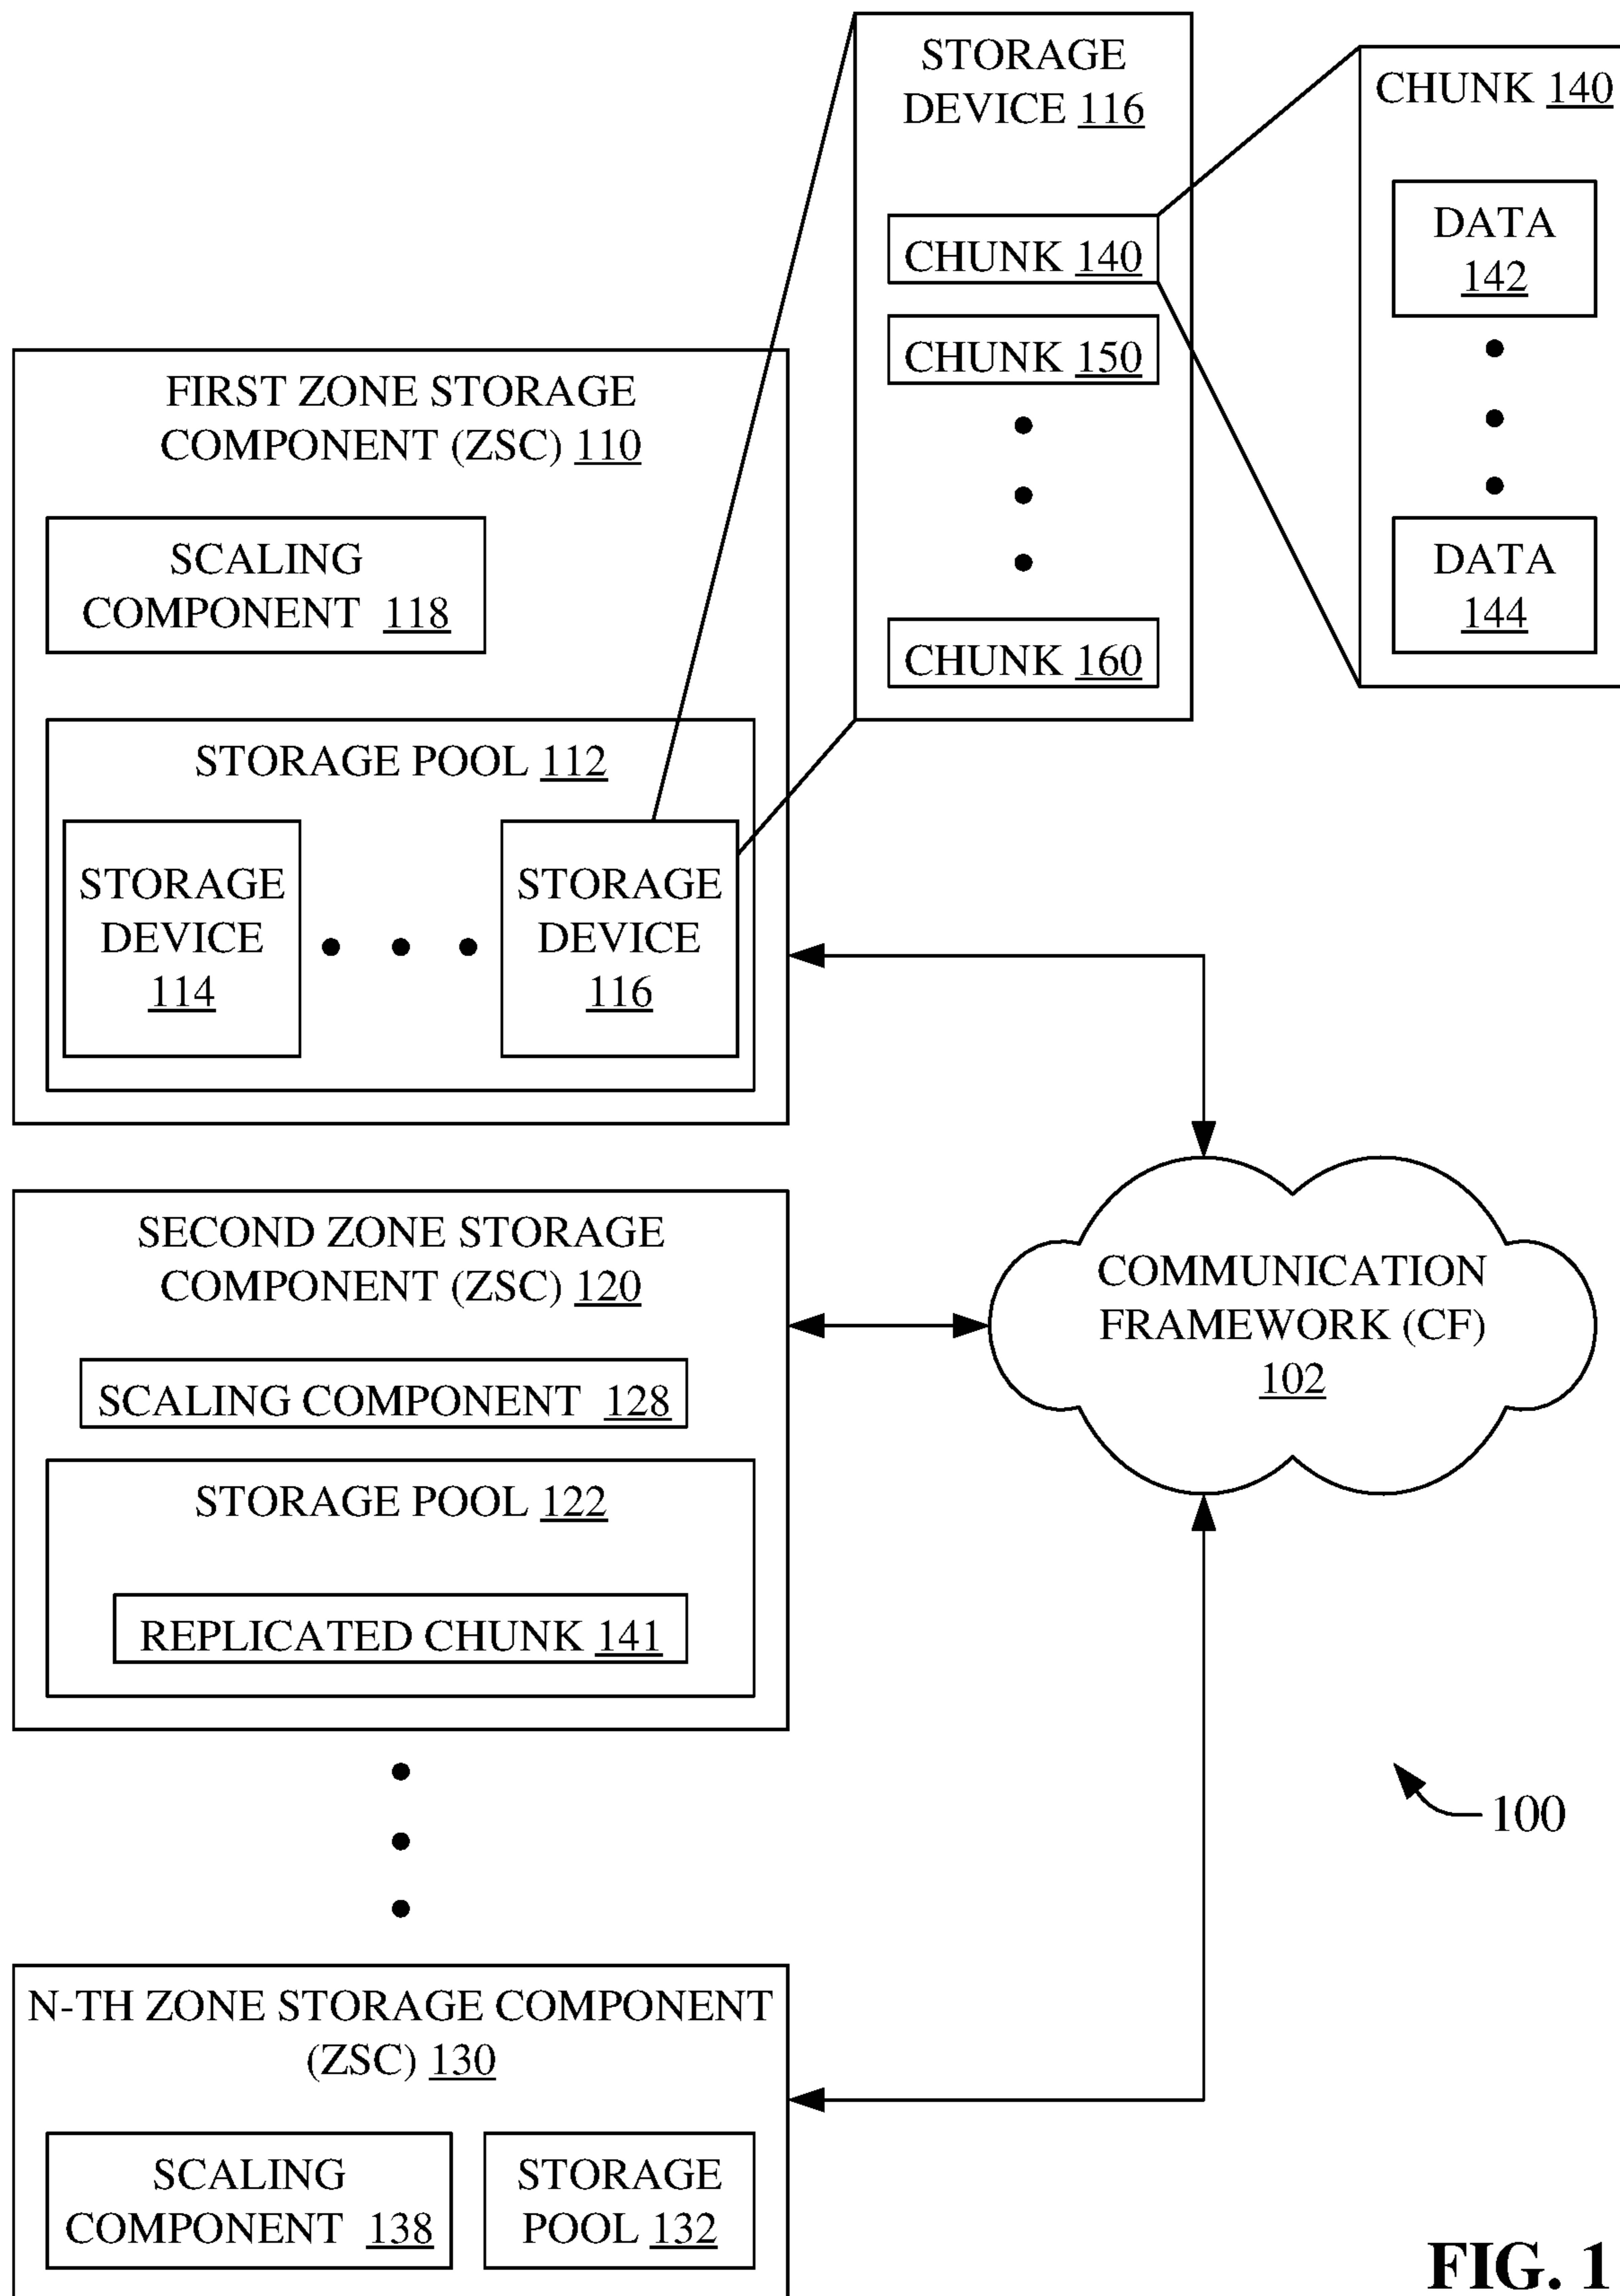 STORAGE
DEVICE 116
CHUNK 140
CHUNK 150
CHUNK 160
CHUNK 140
DATA
142
DATA
144
FIRST ZONE STORAGE
COMPONENT (ZSC) 110
SCALING
COMPONENT 118
STORAGE POOL 112
STORAGE
DEVICE
114
STORAGE
DEVICE
116
SECOND ZONE STORAGE
COMPONENT (ZSC) 120
SCALING COMPONENT 128
STORAGE POOL 122
REPLICATED CHUNK 141
COMMUNICATION
FRAMEWORK (CF)
102
100
N-TH ZONE STORAGE COMPONENT
(ZSC) 130
SCALING
COMPONENT 138
STORAGE
POOL 132
FIG. 1